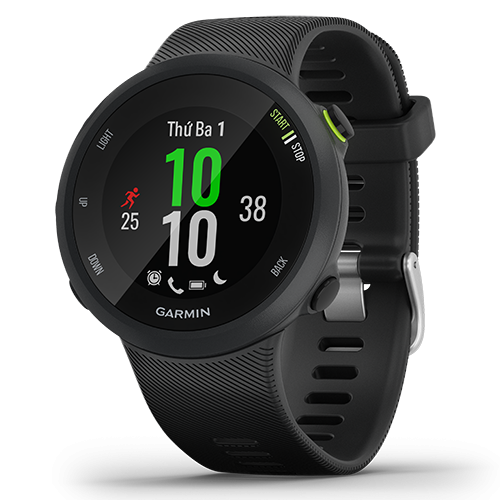 LIGHT
START
STOP
Thứ Ba 1
UP
10
25
10
38
DOWN
BACK
GARMIN